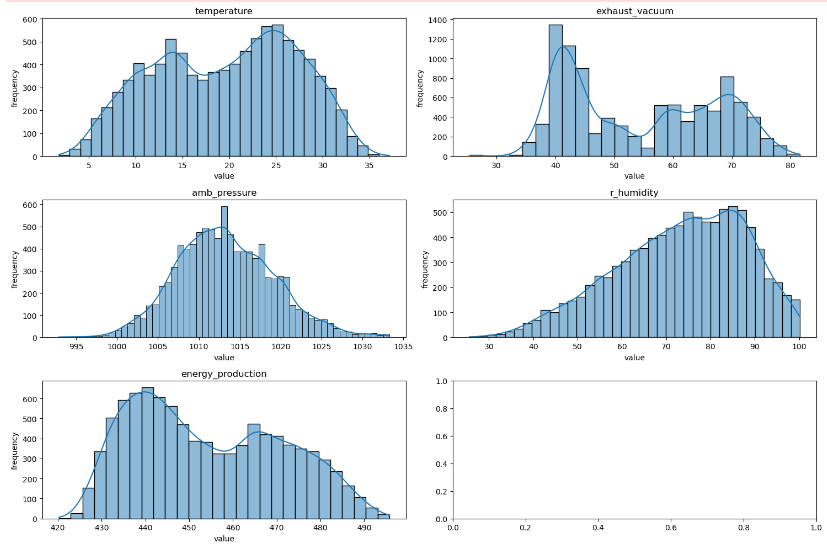 temperature
600
500
400
300
200
100
0
frequency
5 10 15 20 25 30 35
value
exhaust_vacuum
1400
1200
1000
800
600
400
200
0
frequency
30 40 50 60 70 80
value
amb_pressure
600
500
400
300
200
100
0
frequency
995 1000 1005 1010 1015 1020 1025 1030 1035
value
r_humidity
500
400
300
200
100
0
frequency
30 40 50 60 70 80 90 100
value
energy_production
600
500
400
300
200
100
0
frequency
420 430 440 450 460 470 480 490
value
1.0
0.8
0.6
0.4
0.2
0.0
0.0 0.2 0.4 0.6 0.8 1.0